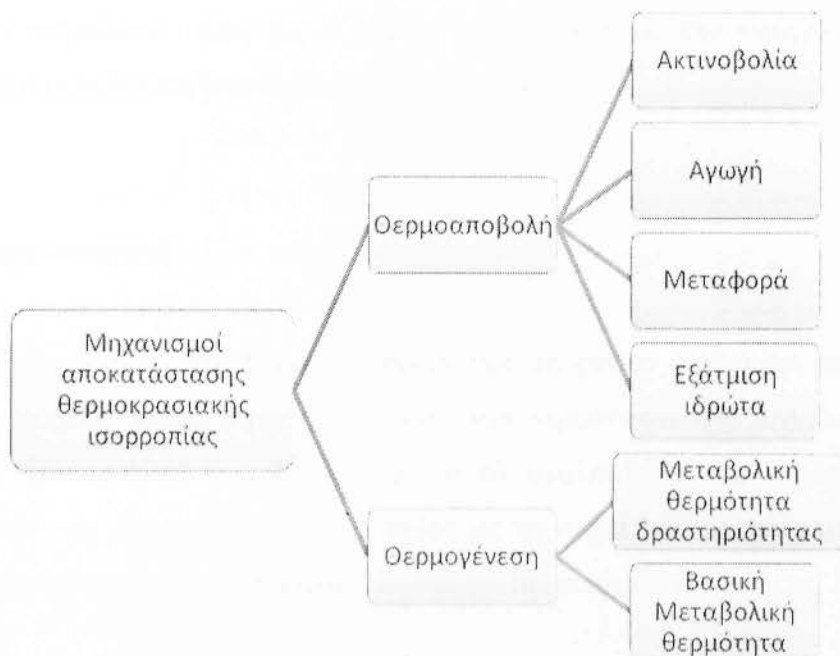 Μηχανισμοί
αποκατάστασης
θερμοκρασιακής
ισορροπίας
Θερμοαποβολή
Ακτινοβολία
Αγωγή
Μεταφορά
Εξάτμιση
ιδρώτα
Θερμογένεση
Μεταβολική
θερμότητα
δραστηριότητας
Βασική
Μεταβολική
θερμότητα